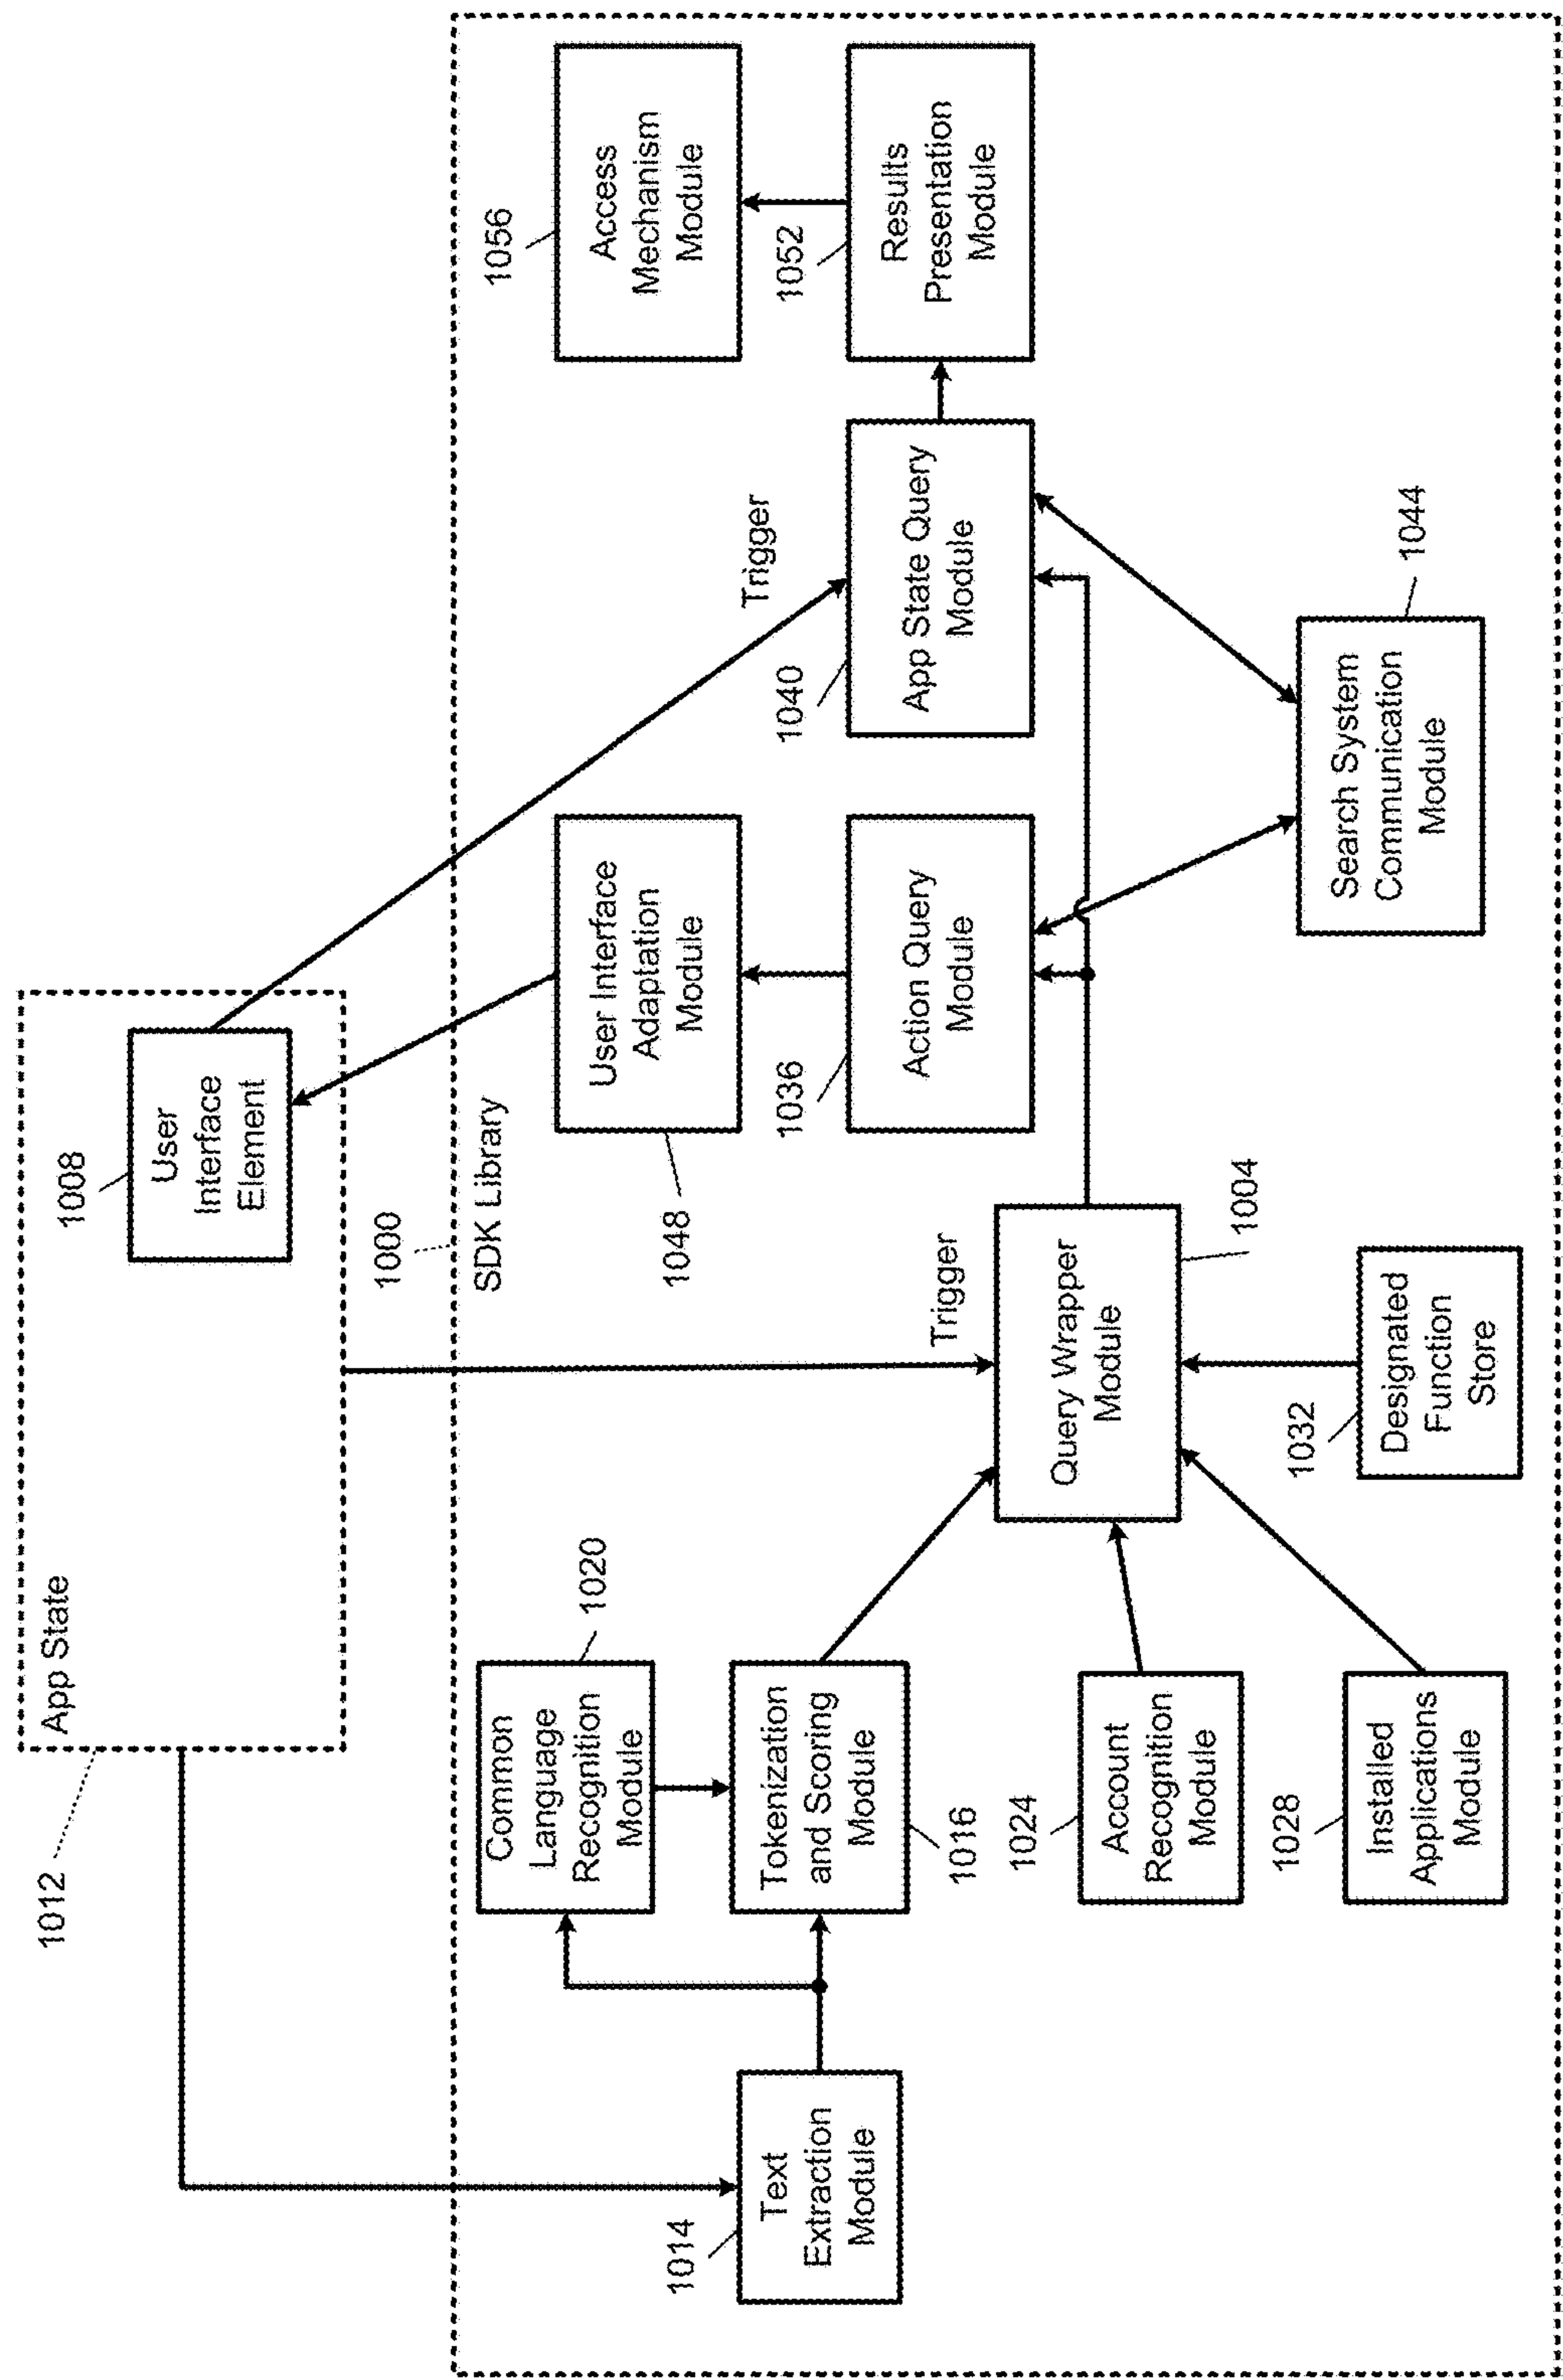 1012
App State
1008
User
Interface
Element
1000
SDK Library
1014
Text
Extraction
Module
Common
Language
Recognition
Module
1020
Tokenization
and Scoring
Module
1016
1024
Account
Recognition
Module
1028
Installed
Applications
Module
Trigger
Query Wrapper
Module
1004
1032
Designated
Function
Store
User Interface
Adaptation
Module
1048
1036
Action Query
Module
Trigger
1040
App State Query
Module
Search System
Communication
Module
1044
1056
Access
Mechanism
Module
1052
Results
Presentation
Module